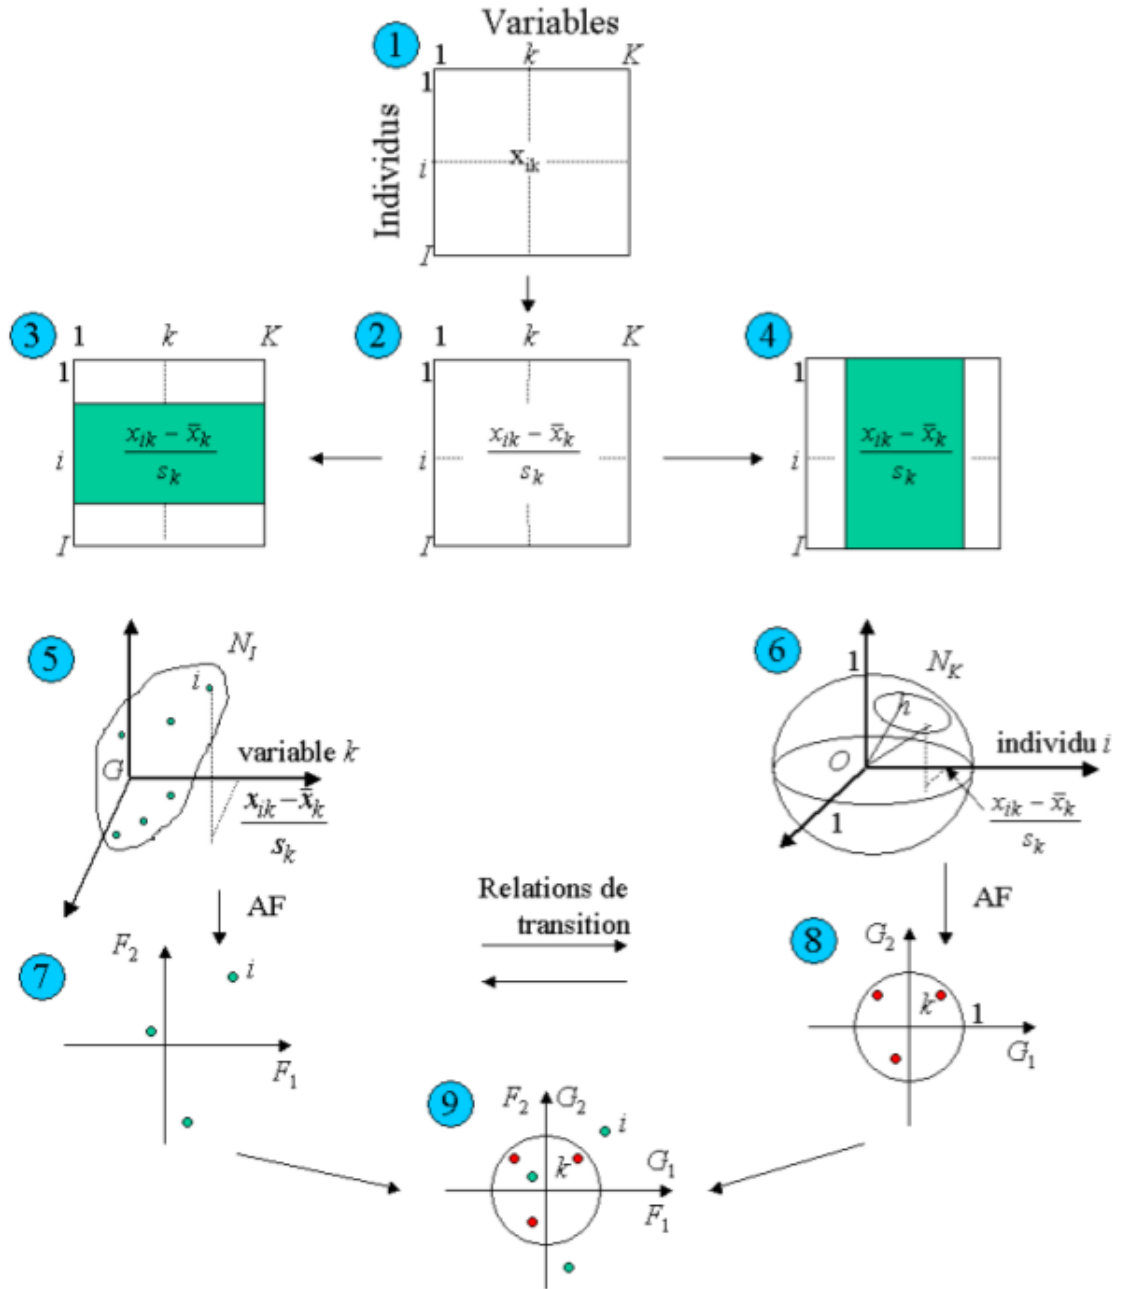 Variables
1
1 k K
1
Individus
i
x_ik
I
3 1 k K
2 1 k K
4
1
1
1
x_ik − x̄_k
s_k
x_ik − x̄_k
s_k
x_ik − x̄_k
s_k
i
i
i
I
I
5
N_I
i
G
variable k
x_ik − x̄_k
s_k
AF
6
1
N_K
h
O
individu i
1
x_ik − x̄_k
s_k
AF
Relations de
transition
7
F_2
i
F_1
8
G_2
k
1
G_1
9
F_2 G_2
i
k
G_1
F_1